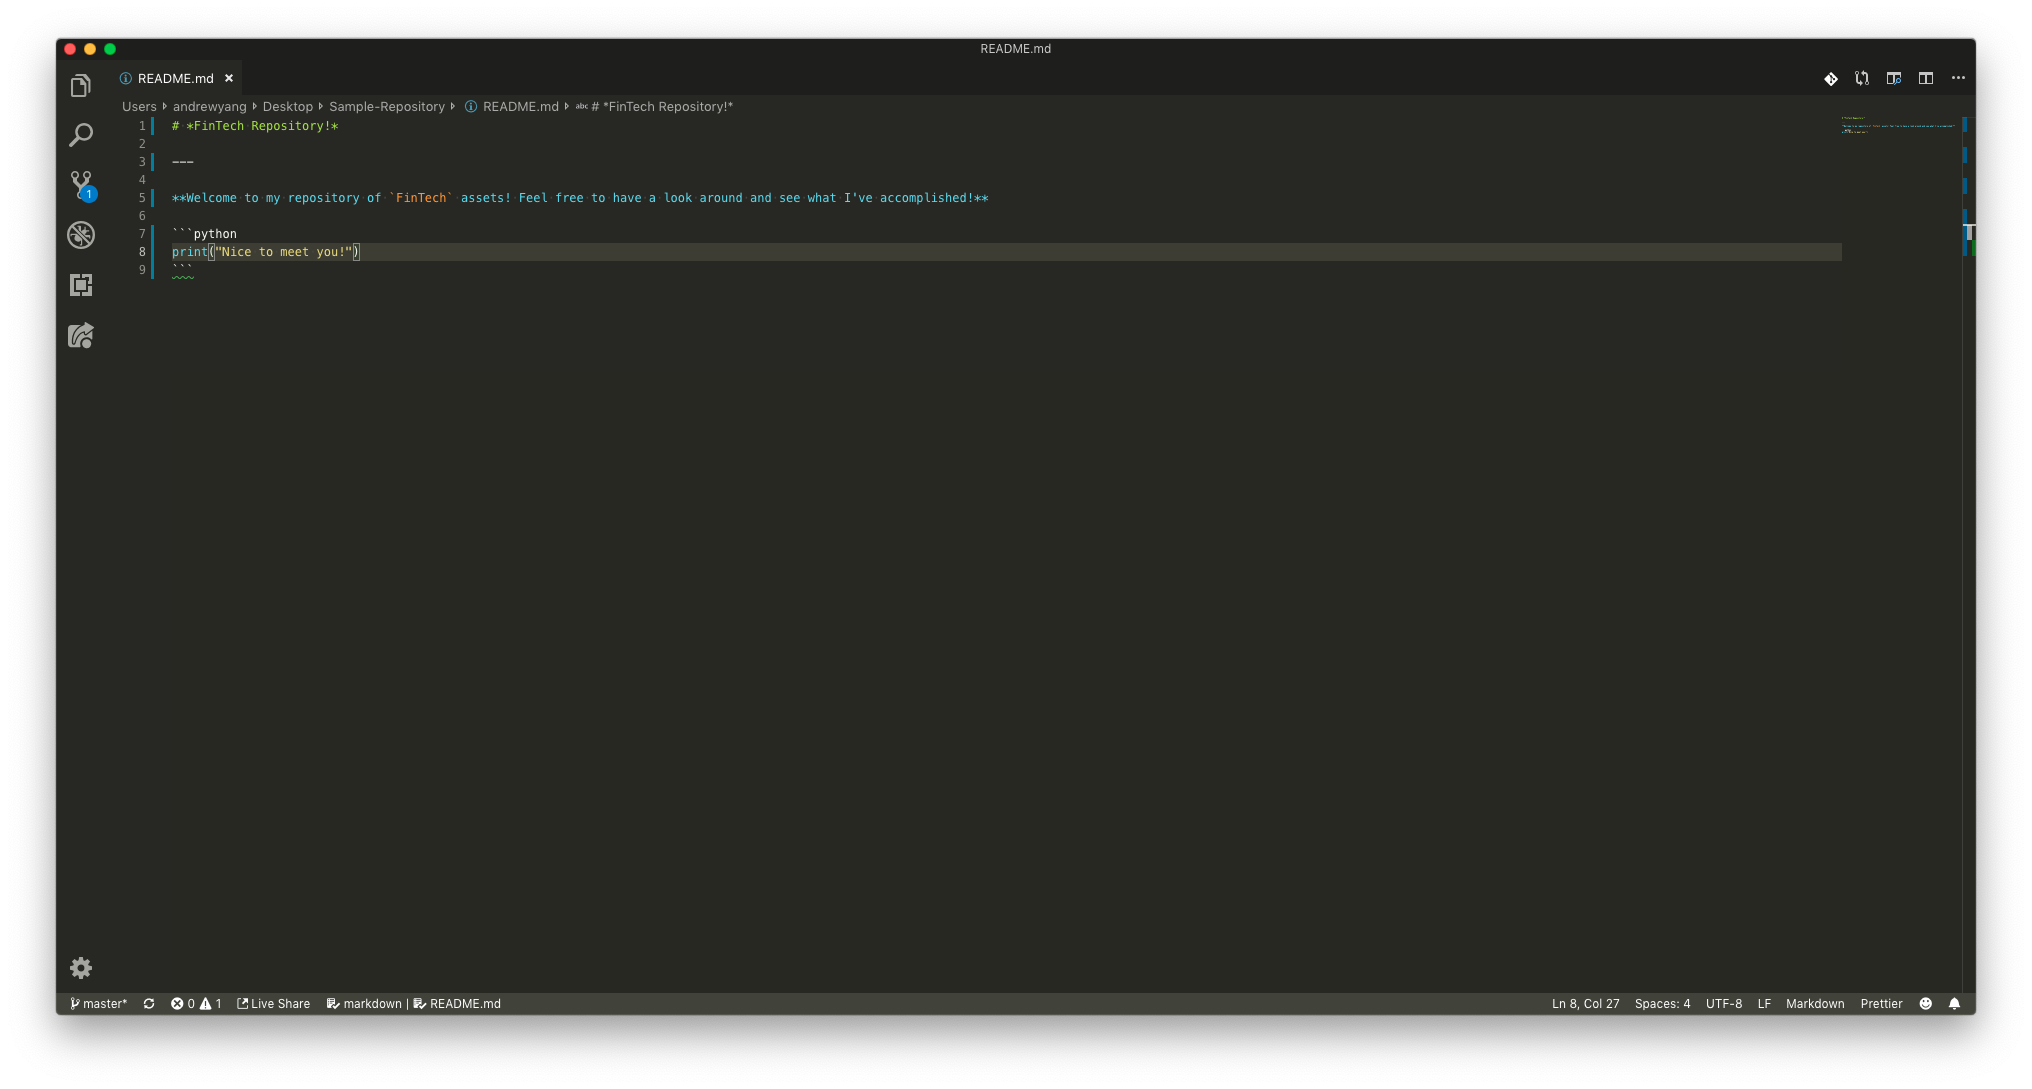 README.md
README.md ×
Users andrewyang Desktop Sample-Repository README.md abc # *FinTech Repository!*
1 # *FinTech Repository!*
2
3 ---
4
5 **Welcome to my repository of `FinTech` assets! Feel free to have a look around and see what I've accomplished!**
6
7 ```python
8 print("Nice to meet you!")
9 ```
1
master* 0 1 Live Share markdown | README.md Ln 8, Col 27 Spaces: 4 UTF-8 LF Markdown Prettier